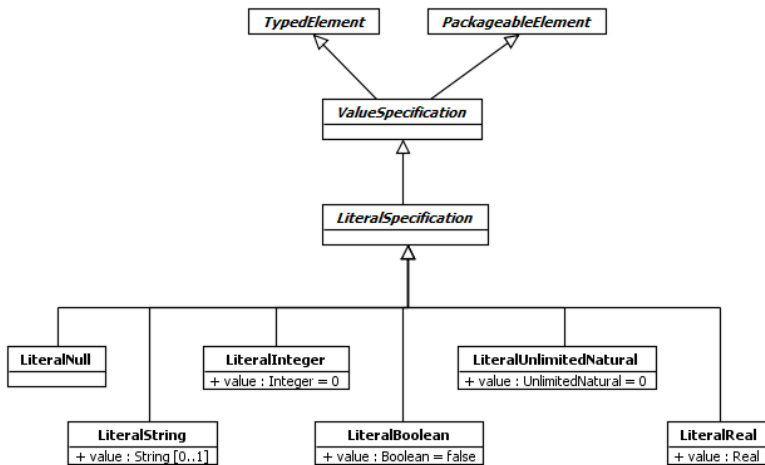 TypedElement
PackageableElement
ValueSpecification
LiteralSpecification
LiteralNull
LiteralInteger
+ value : Integer = 0
LiteralUnlimitedNatural
+ value : UnlimitedNatural = 0
LiteralString
+ value : String [0..1]
LiteralBoolean
+ value : Boolean = false
LiteralReal
+ value : Real